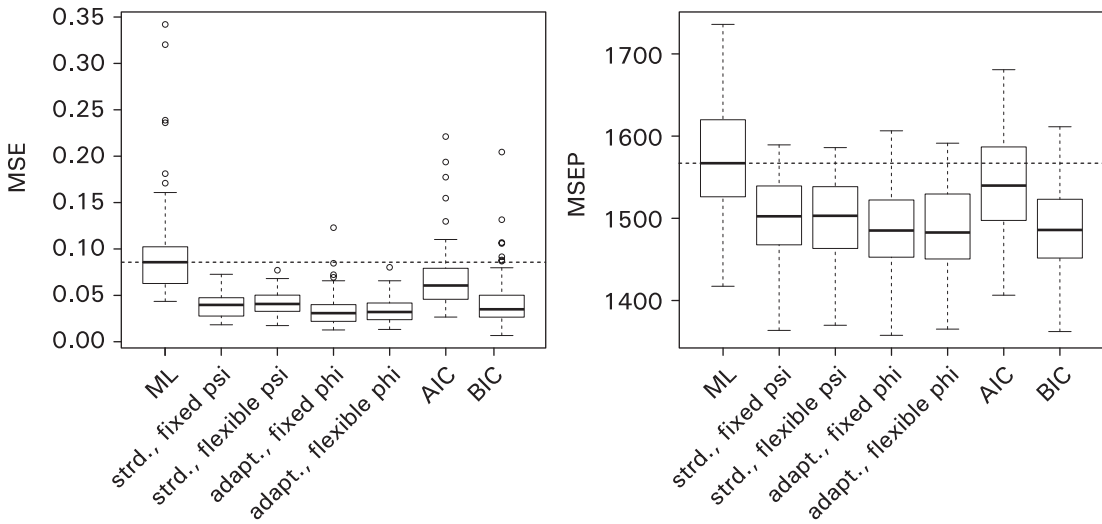 MSE
0.35
0.30
0.25
0.20
0.15
0.10
0.05
0.00
ML
strd., fixed psi
strd., flexible psi
adapt., fixed phi
adapt., flexible phi
AIC
BIC
MSEP
1700
1600
1500
1400
ML
strd., fixed psi
strd., flexible psi
adapt., fixed phi
adapt., flexible phi
AIC
BIC